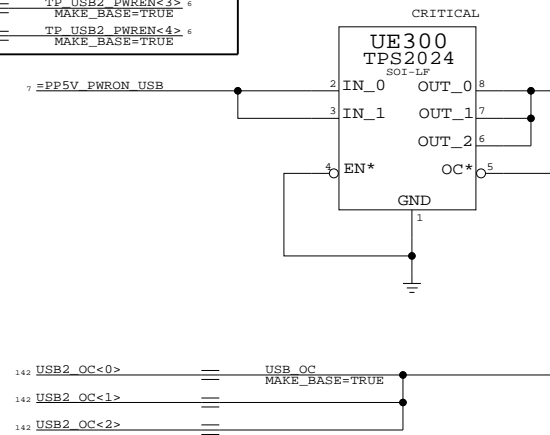 TP_USB2_PWREN<3> 6
MAKE_BASE=TRUE
TP_USB2_PWREN<4> 6
MAKE_BASE=TRUE
CRITICAL
UE300
TPS2024
SOI-LF
7 =PP5V_PWRON_USB
2 IN_0 OUT_0 8
3 IN_1 OUT_1 7
OUT_2 6
4 EN* OC* 5
GND
1
142 USB2_OC<0> USB_OC
MAKE_BASE=TRUE
142 USB2_OC<1>
142 USB2_OC<2>